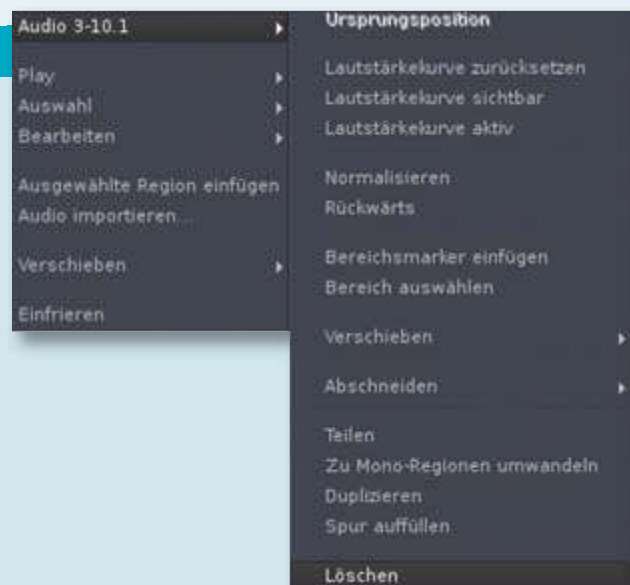 Audio 3-10.1
Play
Auswahl
Bearbeiten
Ausgewählte Region einfügen
Audio importieren...
Verschieben
Einfrieren
Ursprungsposition
Lautstärkekurve zurücksetzen
Lautstärkekurve sichtbar
Lautstärkekurve aktiv
Normalisieren
Rückwärts
Bereichsmarker einfügen
Bereich auswählen
Verschieben
Abschneiden
Teilen
Zu Mono-Regionen umwandeln
Duplizieren
Spur auffüllen
Löschen